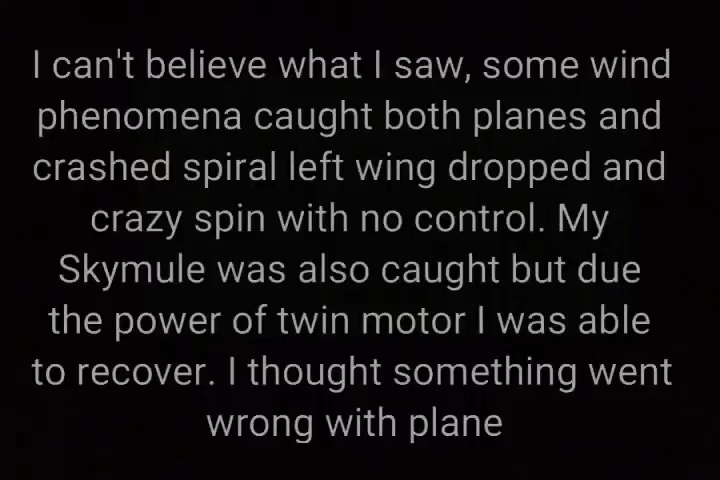 I can't believe what I saw, some wind
phenomena caught both planes and
crashed spiral left wing dropped and
crazy spin with no control. My
Skymule was also caught but due
the power of twin motor I was able
to recover. I thought something went
wrong with plane